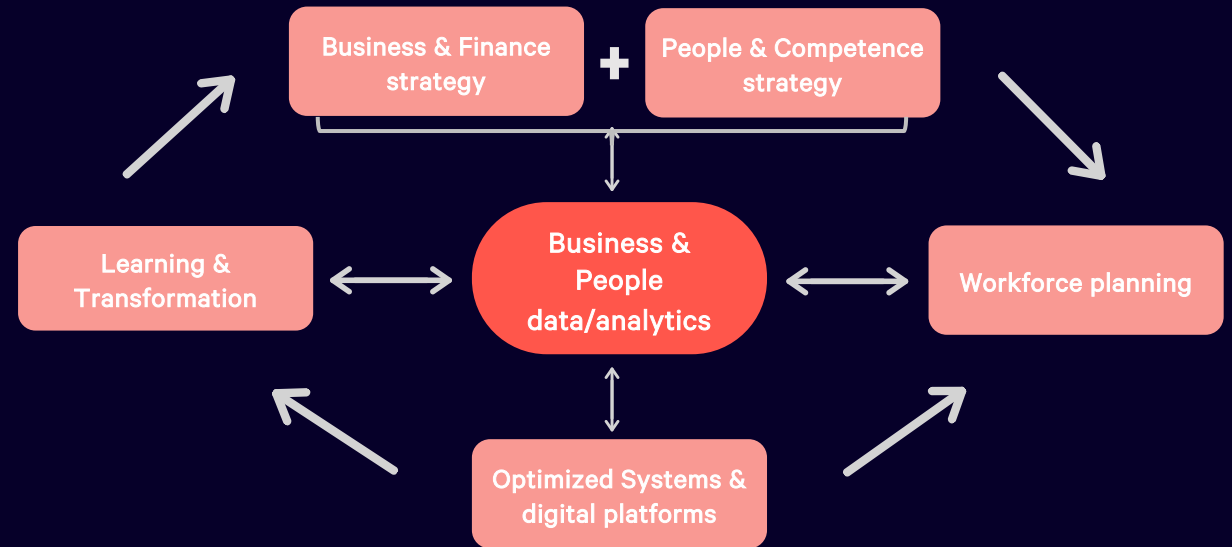 Business & Finance
strategy
People & Competence
strategy
Learning &
Transformation
Business &
People
data/analytics
Workforce planning
Optimized Systems &
digital platforms